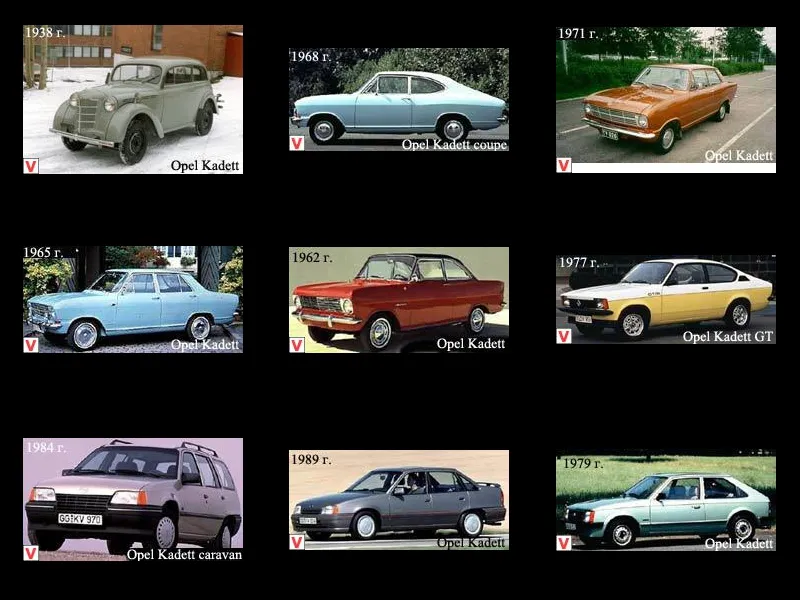 1938 г.
V
Opel Kadett
1968 г.
V
Opel Kadett coupe
1971 г.
V
Opel Kadett
1965 г.
V
Opel Kadett
1962 г.
V
Opel Kadett
1977 г.
V
Opel Kadett GT
1984 г.
GG KV 970
V
Opel Kadett caravan
1989 г.
V
Opel Kadett
1979 г.
V
Opel Kadett